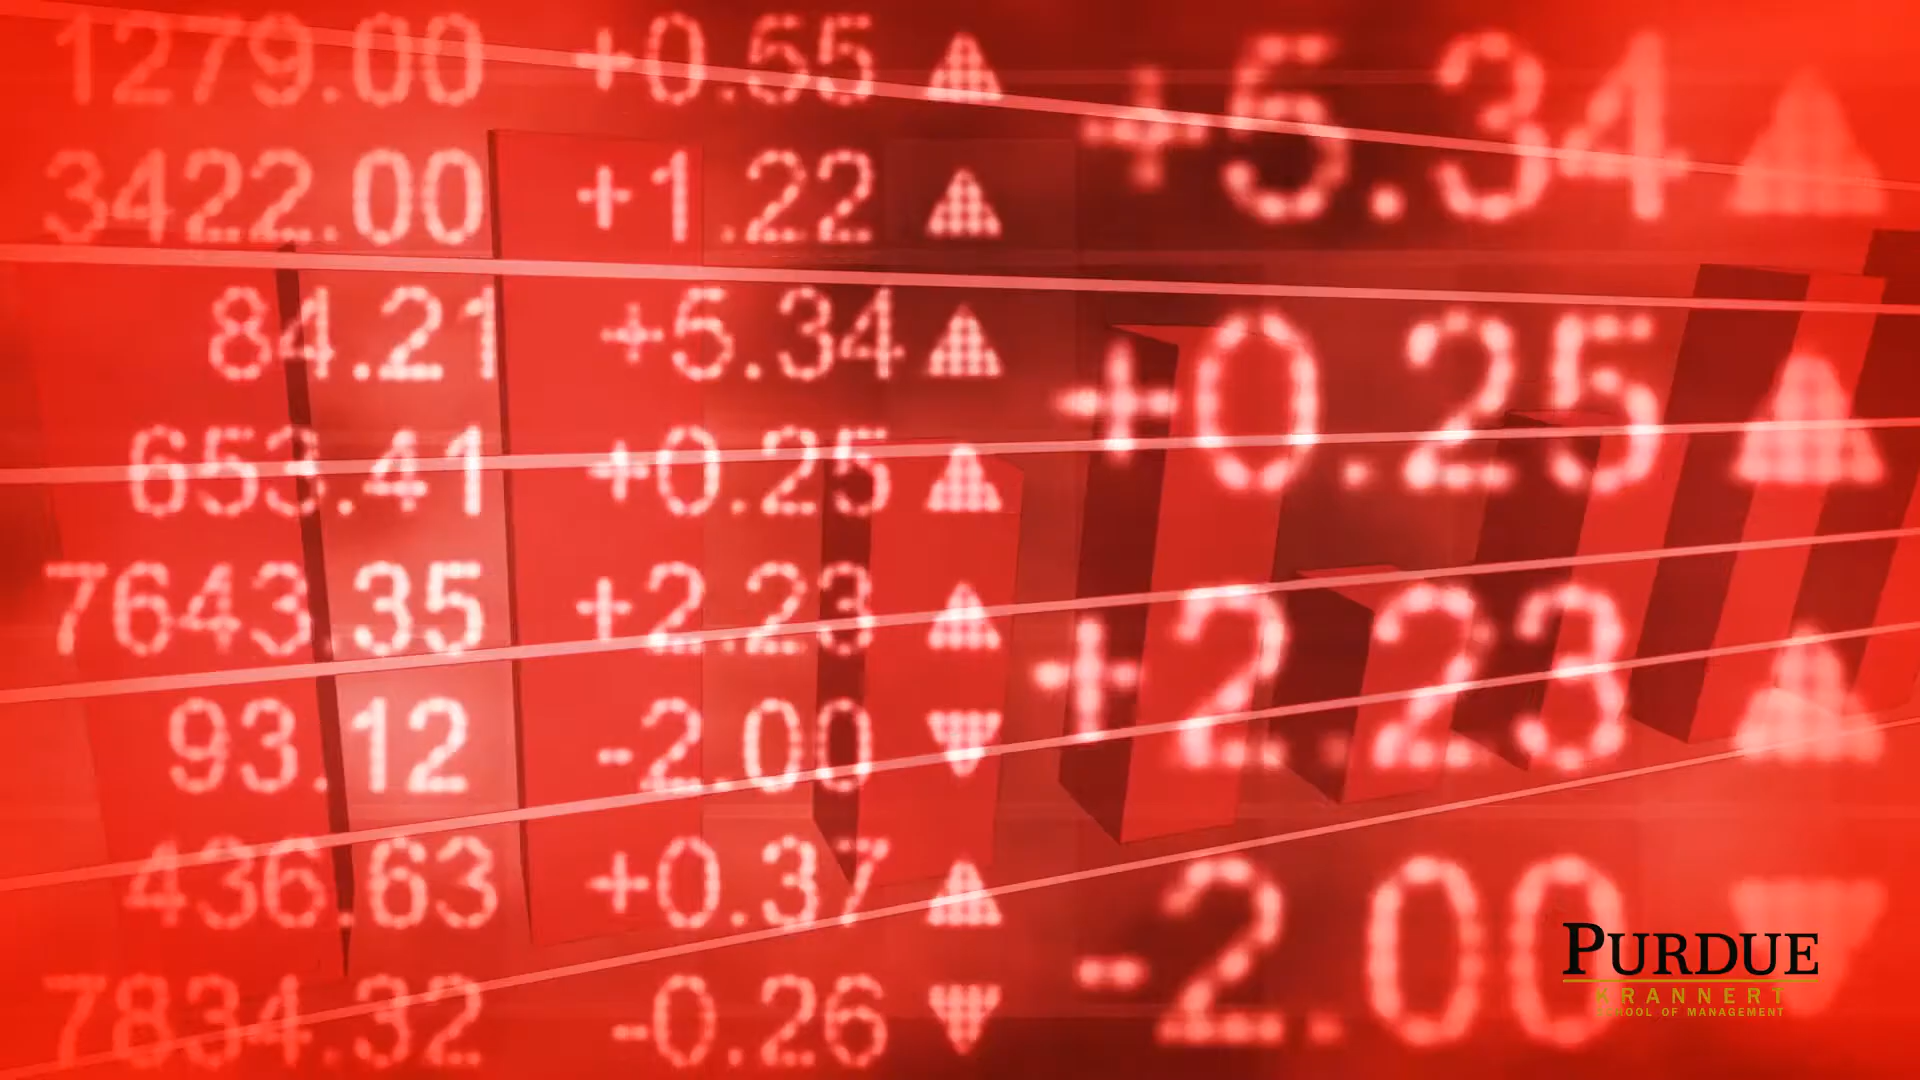 1279.00 +0.55 ▲
3422.00 +1.22 ▲
84.21 +5.34 ▲
653.41 +0.25 ▲
7643.35 +2.23 ▲
93.12 -2.00 ▼
436.63 +0.37 ▲
7834.32 -0.26 ▼
+5.34 ▲
+0.25 ▲
+2.23 ▲
-2.00 ▼
PURDUE
KRANNERT
SCHOOL OF MANAGEMENT